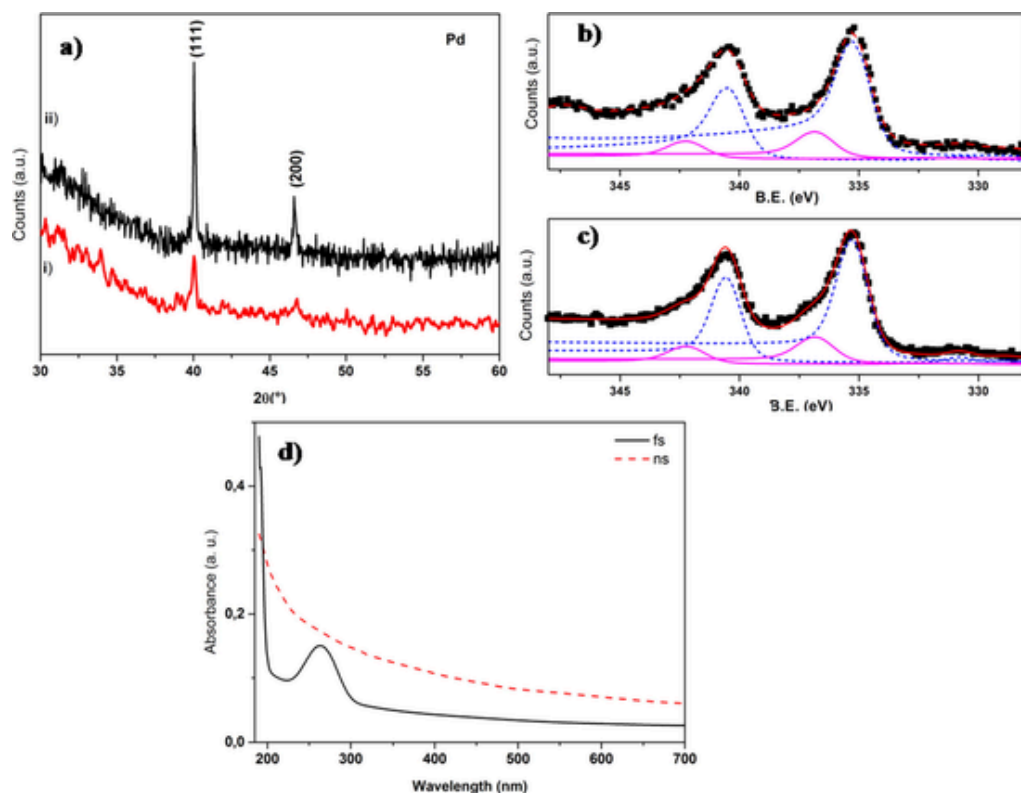 a)
(111)
Pd
ii)
(200)
i)
Counts (a.u.)
30 35 40 45 50 55 60
2θ(°)
b)
Counts (a.u.)
345 340 335 330
B.E. (eV)
c)
Counts (a.u.)
345 340 335 330
B.E. (eV)
d)
fs
ns
0,4
0,2
0,0
Absorbance (a. u.)
200 300 400 500 600 700
Wavelength (nm)